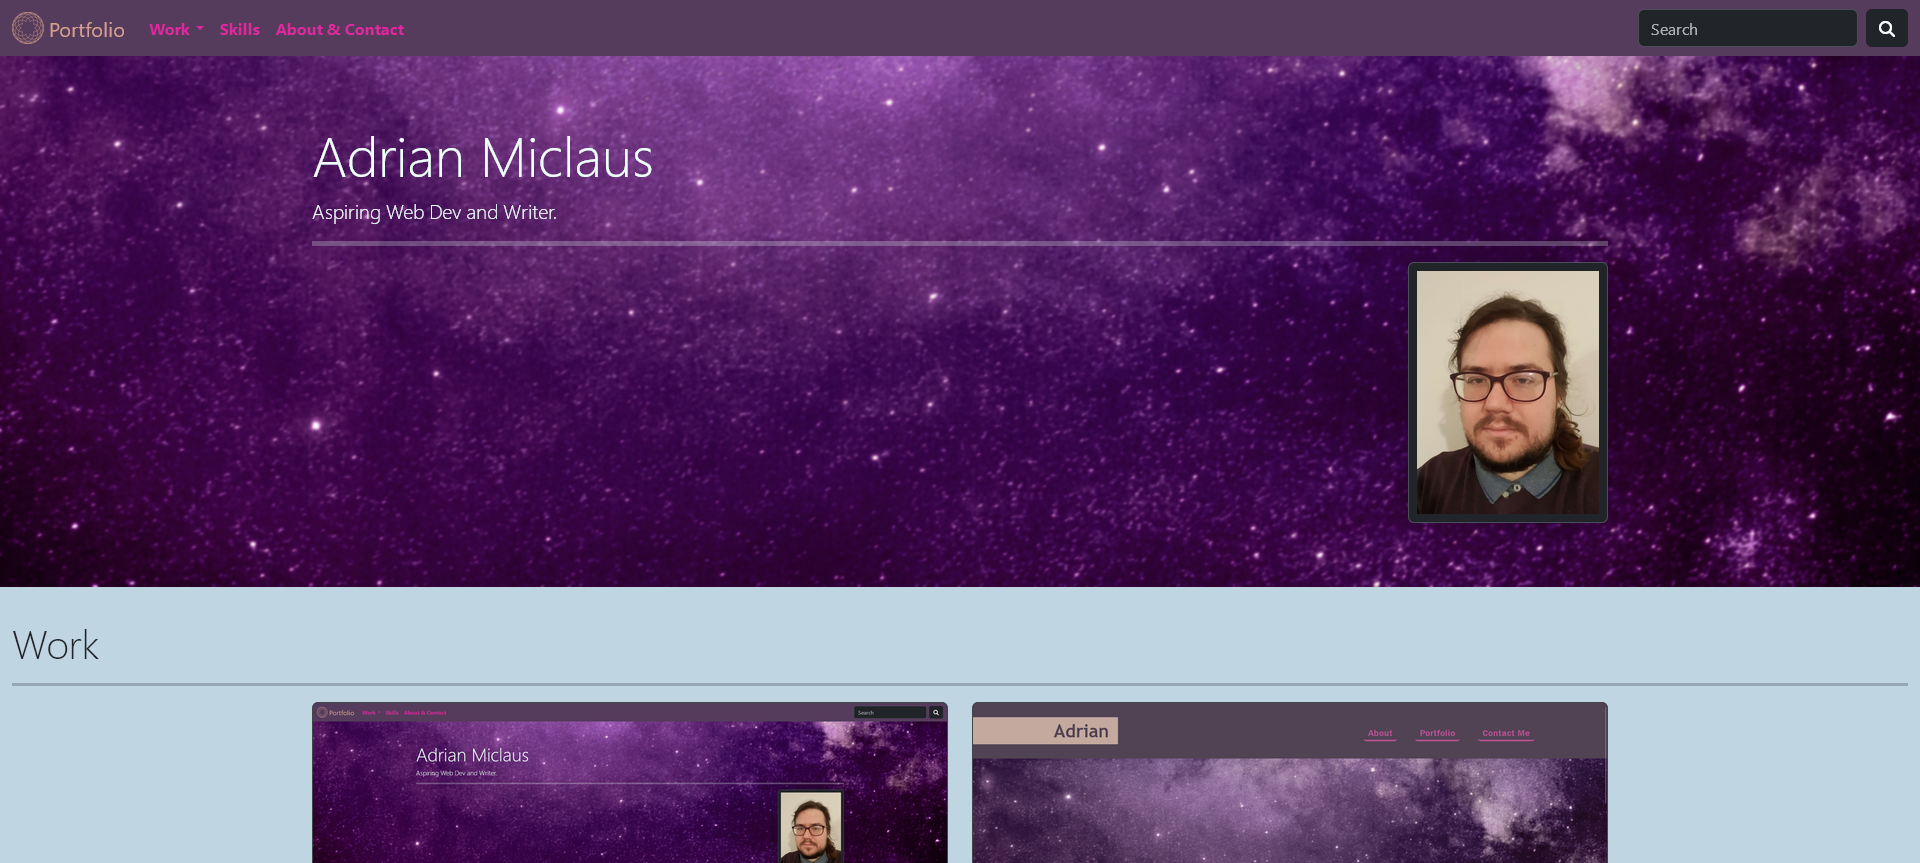 Portfolio Work Skills About & Contact Search
Adrian Miclaus
Aspiring Web Dev and Writer.
Work
Portfolio Work Skills About & Contact Search
Adrian Miclaus
Aspiring Web Dev and Writer.
Adrian About Portfolio Contact Me